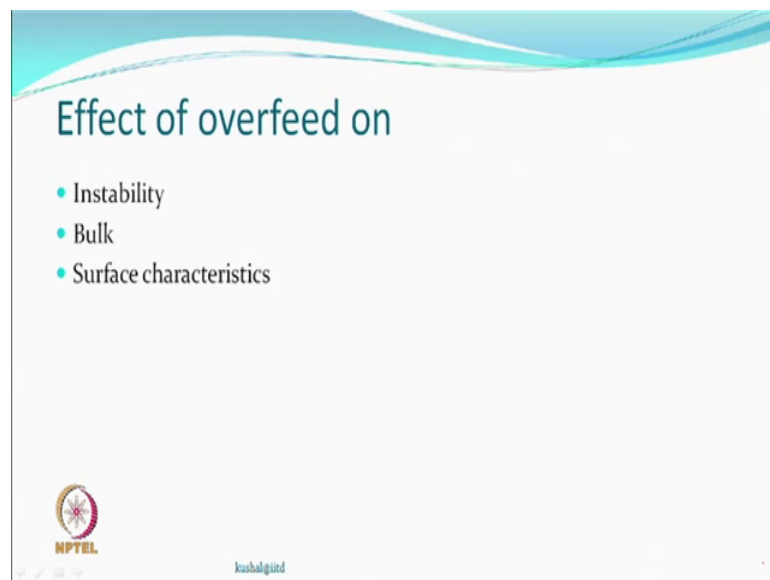 Effect of overfeed on
Instability
Bulk
Surface characteristics
NPTEL
kushal@iitd